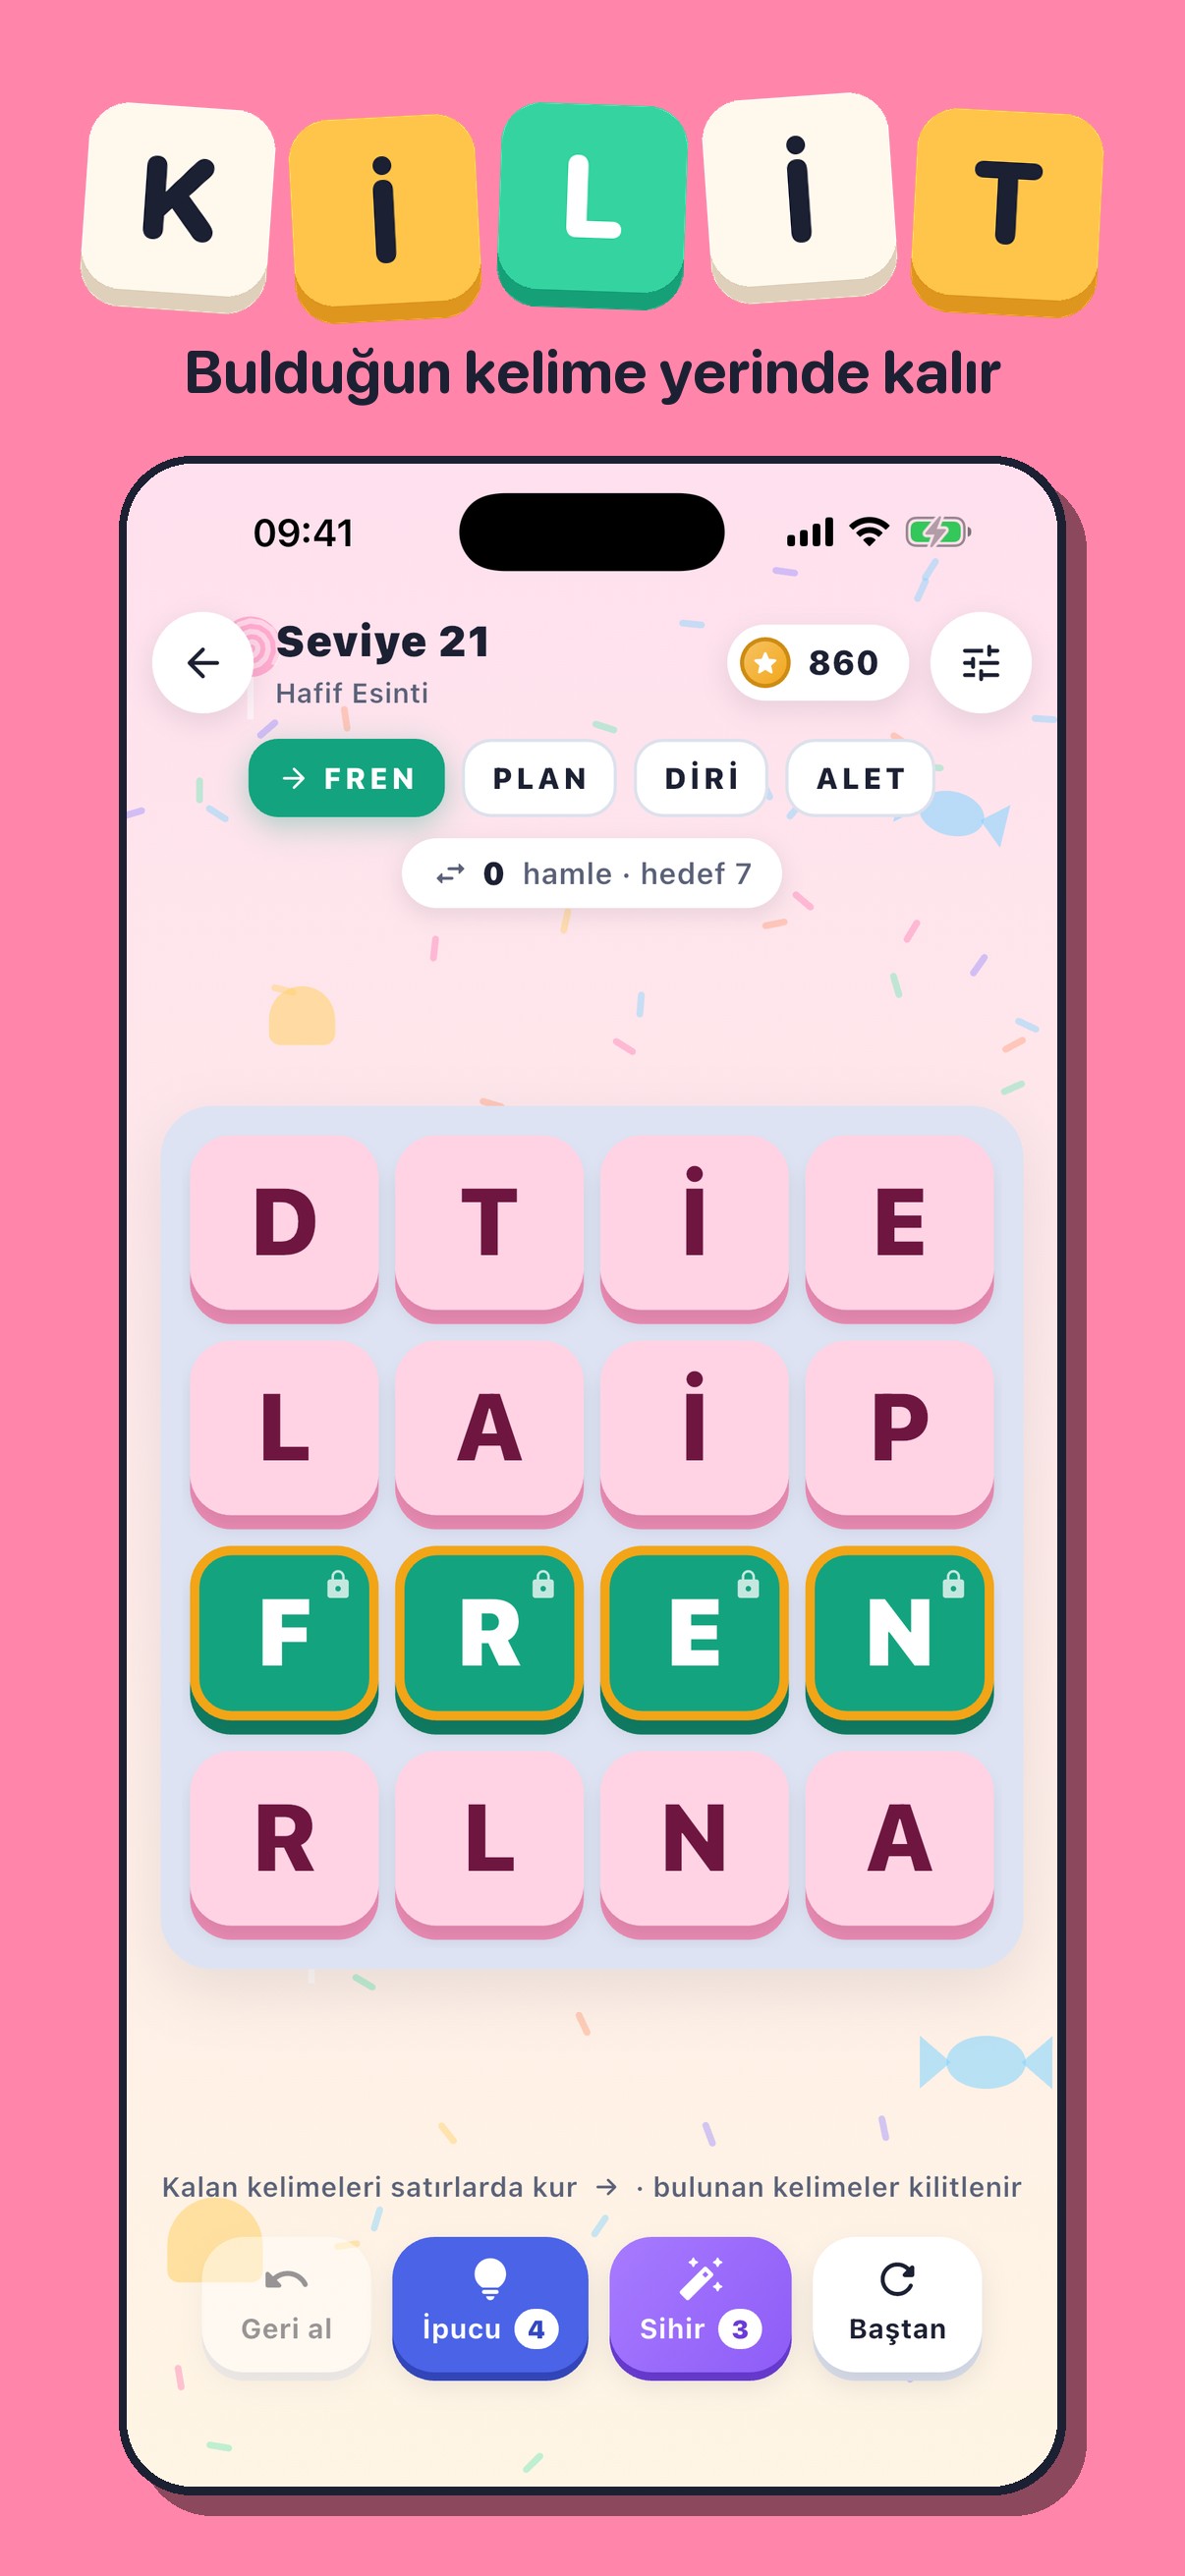 KİLİT
Bulduğun kelime yerinde kalır
09:41
Seviye 21
Hafif Esinti
860
→ FREN PLAN DİRİ ALET
0 hamle · hedef 7
D T İ E
L A İ P
F R E N
R L N A
Kalan kelimeleri satırlarda kur → · bulunan kelimeler kilitlenir
Geri al İpucu 4 Sihir 3 Baştan